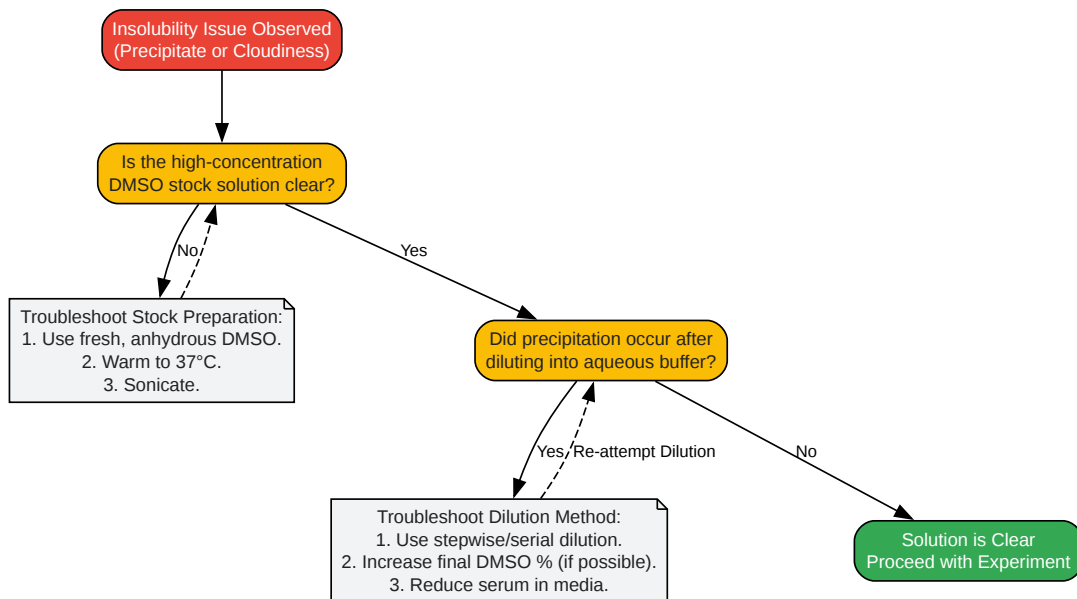 Insolubility Issue Observed
(Precipitate or Cloudiness)
Is the high-concentration
DMSO stock solution clear?
No
Yes
Troubleshoot Stock Preparation:
1. Use fresh, anhydrous DMSO.
2. Warm to 37°C.
3. Sonicate.
Did precipitation occur after
diluting into aqueous buffer?
Yes
Re-attempt Dilution
No
Troubleshoot Dilution Method:
1. Use stepwise/serial dilution.
2. Increase final DMSO % (if possible).
3. Reduce serum in media.
Solution is Clear
Proceed with Experiment